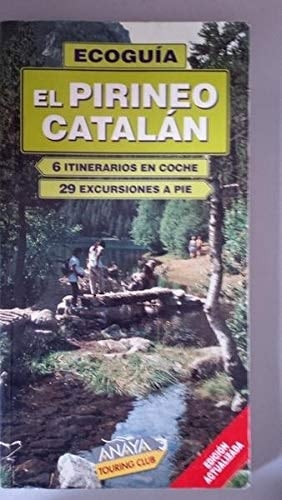 ECOGUÍA
EL PIRINEO
CATALÁN
6 ITINERARIOS EN COCHE
29 EXCURSIONES A PIE
ANAYA
TOURING CLUB
EDICIÓN
ACTUALIZADA